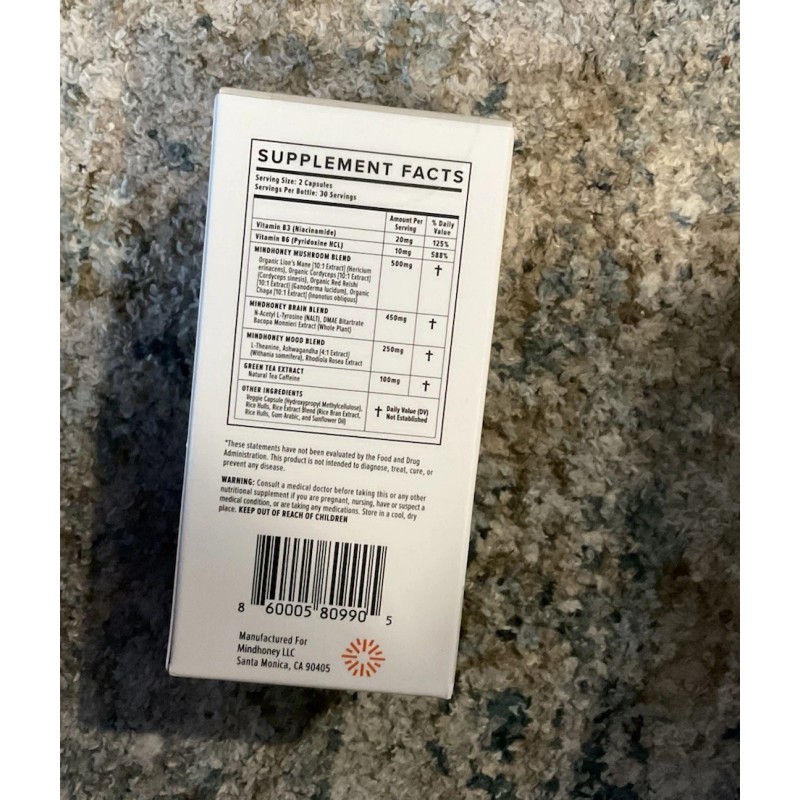 SUPPLEMENT FACTS
Serving Size: 2 Capsules
Servings Per Bottle: 30 Servings
Amount Per Serving
% Daily Value
Vitamin B3 (Niacinamide) 20mg 125%
Vitamin B6 (Pyridoxine HCL) 10mg 588%
MINDHONEY MUSHROOM BLEND 500mg †
Organic Lion's Mane [10:1 Extract] (Hericium
erinaceus), Organic Cordyceps [10:1 Extract]
(Cordyceps sinesis), Organic Red Reishi
[10:1 Extract] (Ganoderma lucidum), Organic
Chaga [10:1 Extract] (Inonotus obliquus)
MINDHONEY BRAIN BLEND 450mg †
N-Acetyl L-Tyrosine (NALT), DMAE Bitartrate
Bacopa Monnieri Extract (Whole Plant)
MINDHONEY MOOD BLEND 250mg †
L-Theanine, Ashwagandha (4:1 Extract)
(Withania somnifera), Rhodiola Rosea Extract
GREEN TEA EXTRACT 100mg †
Natural Tea Caffeine
OTHER INGREDIENTS
Veggie Capsule (Hydroxypropyl Methylcellulose),
Rice Hulls, Rice Extract Blend (Rice Bran Extract,
Rice Hulls, Gum Arabic, and Sunflower Oil)
† Daily Value (DV)
Not Established
*These statements have not been evaluated by the Food and Drug
Administration. This product is not intended to diagnose, treat, cure, or
prevent any disease.
WARNING: Consult a medical doctor before taking this or any other
nutritional supplement if you are pregnant, nursing, have or suspect a
medical condition, or are taking any medications. Store in a cool, dry
place. KEEP OUT OF REACH OF CHILDREN
8 60005 80990 5
Manufactured For
Mindhoney LLC
Santa Monica, CA 90405